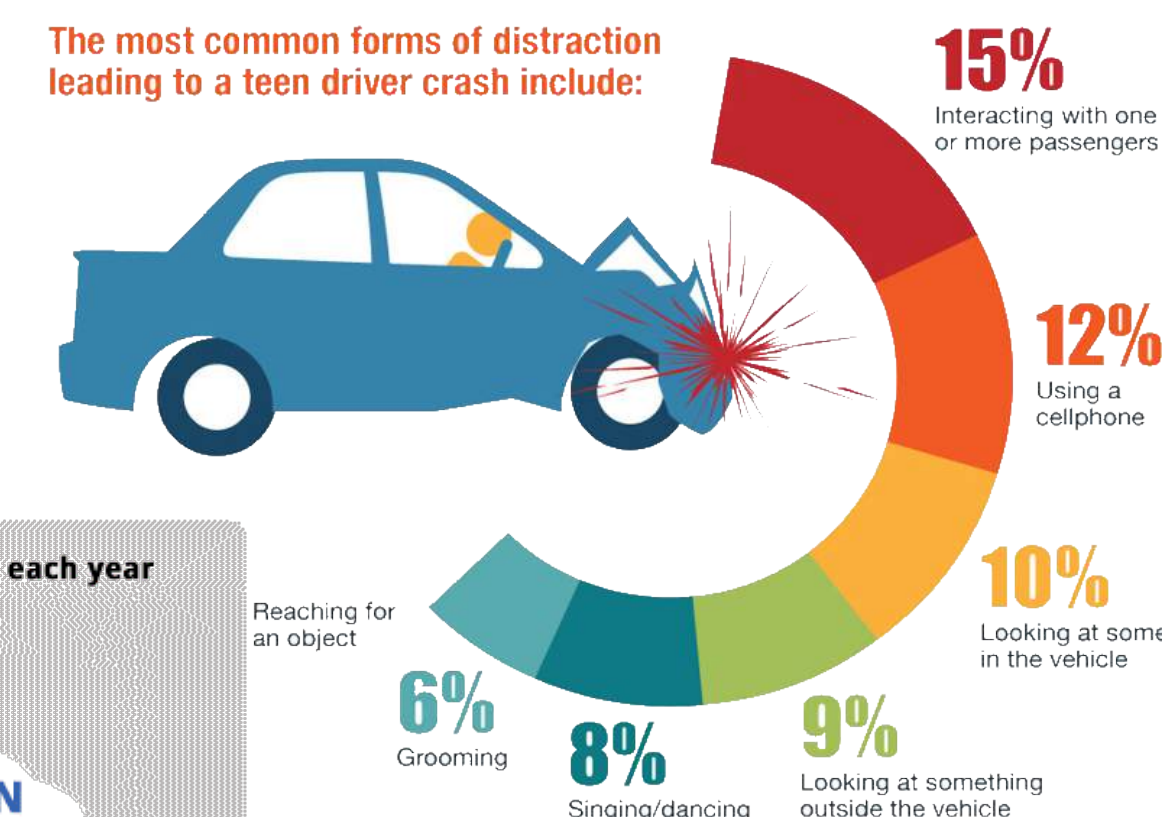 The most common forms of distraction
leading to a teen driver crash include:
15%
Interacting with one
or more passengers
12%
Using a
cellphone
10%
Looking at
in the vehicle
9%
Looking at something
outside the vehicle
8%
Singing/dancing
6%
Grooming
Reaching for
an object
each year
N